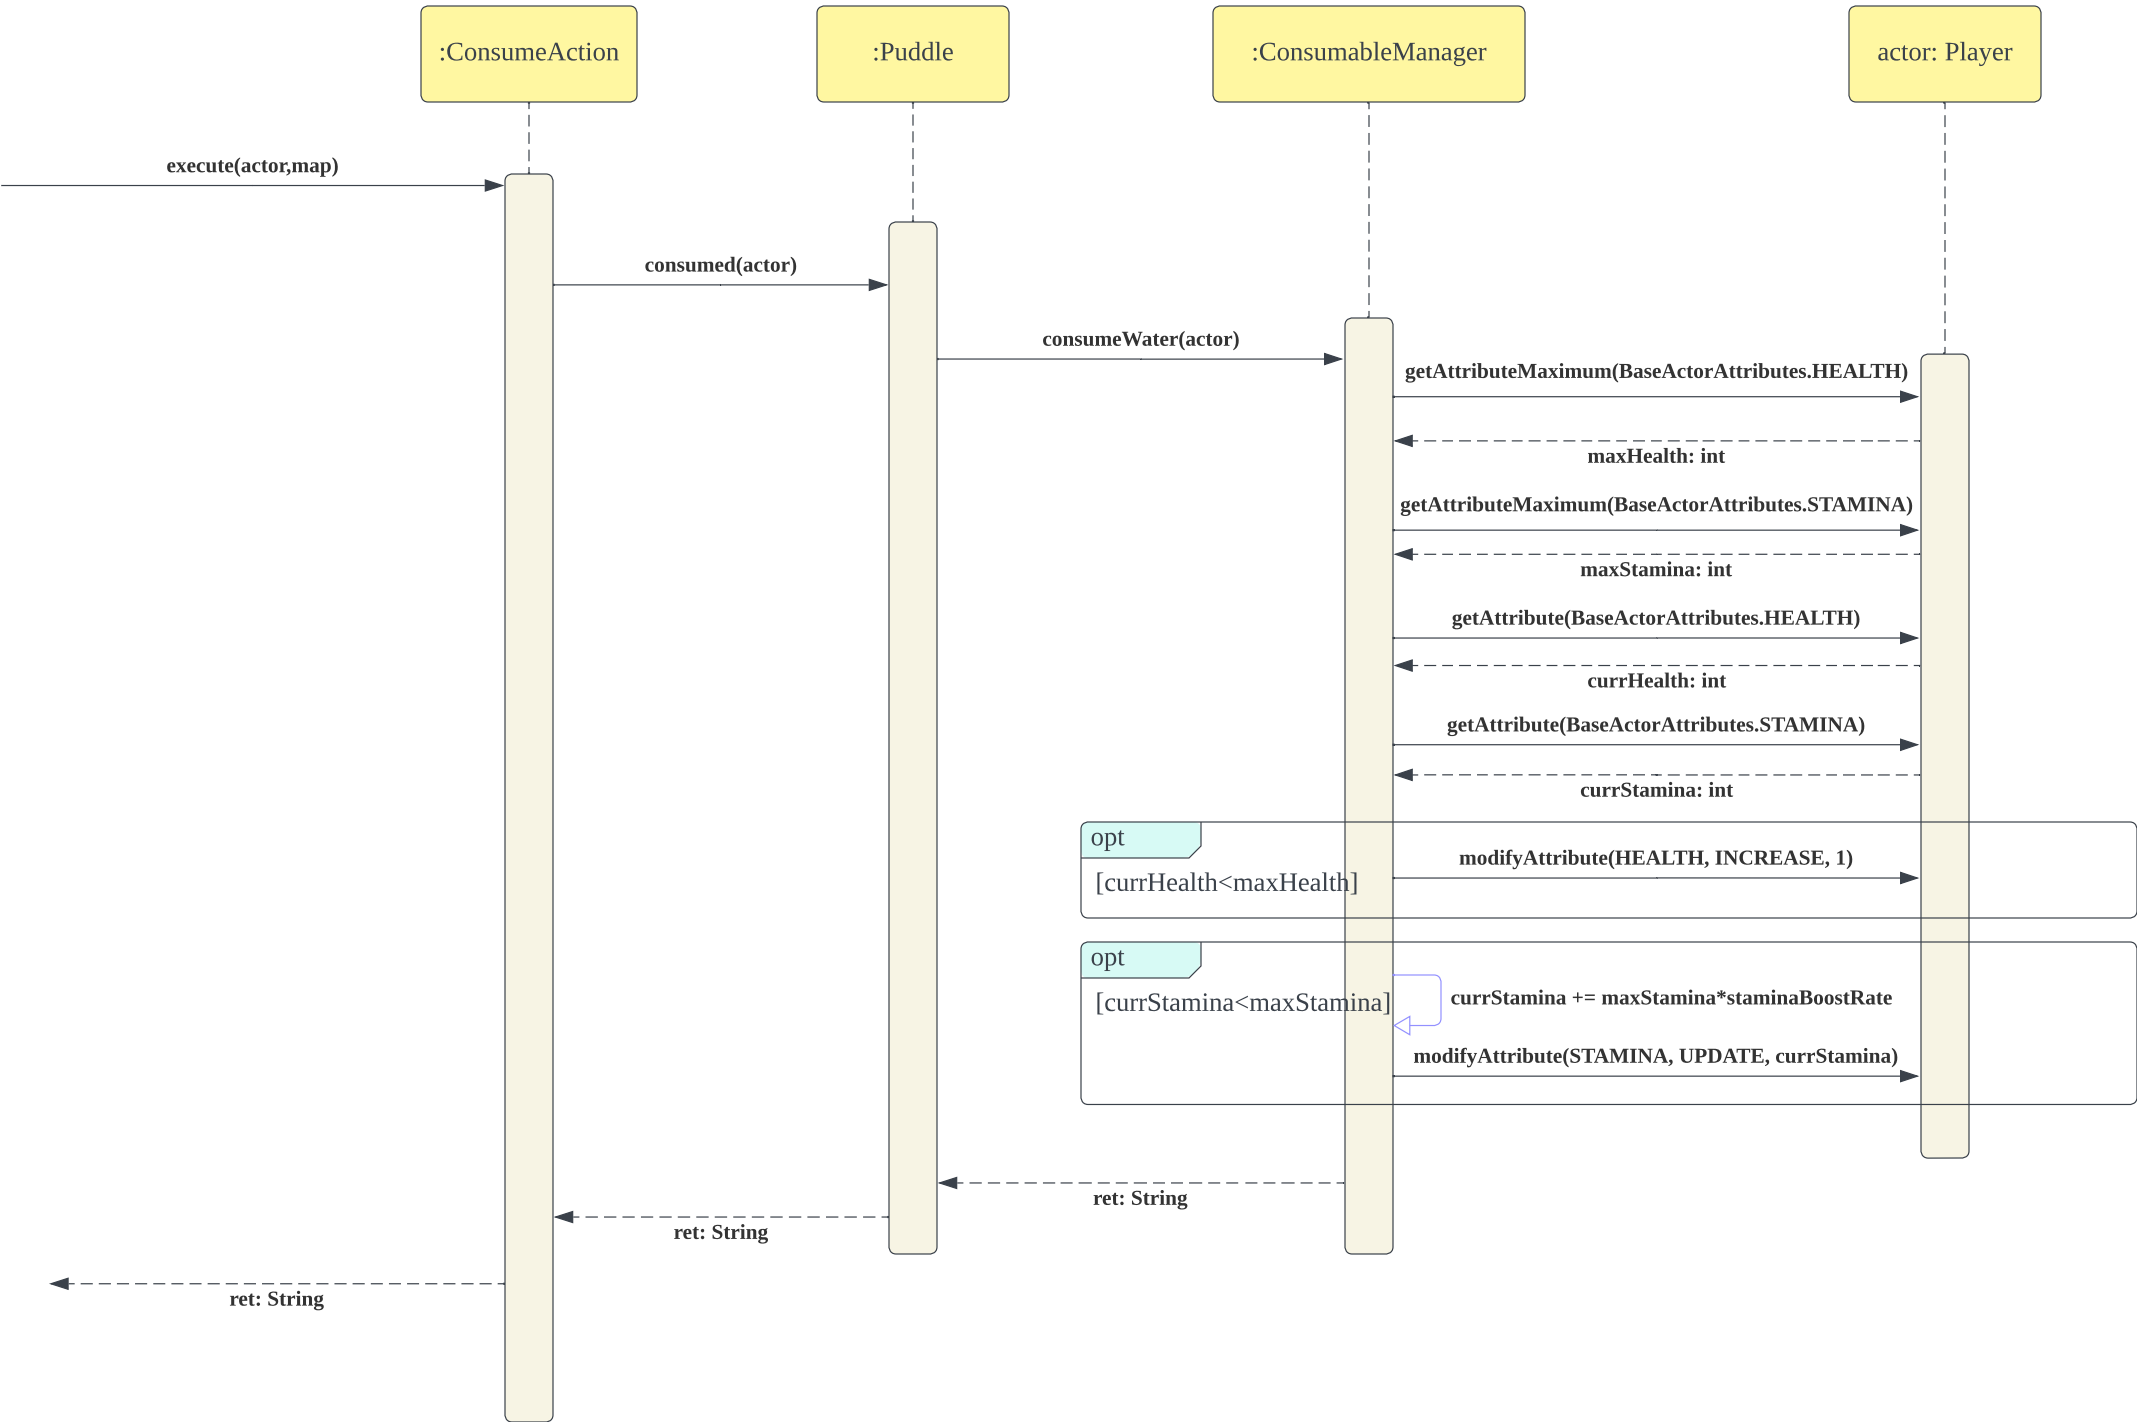 :ConsumeAction
:Puddle
:ConsumableManager
actor: Player
execute(actor,map)
consumed(actor)
consumeWater(actor)
getAttributeMaximum(BaseActorAttributes.HEALTH)
maxHealth: int
getAttributeMaximum(BaseActorAttributes.STAMINA)
maxStamina: int
getAttribute(BaseActorAttributes.HEALTH)
currHealth: int
getAttribute(BaseActorAttributes.STAMINA)
currStamina: int
opt
modifyAttribute(HEALTH, INCREASE, 1)
[currHealth<maxHealth]
opt
[currStamina<maxStamina]
currStamina += maxStamina*staminaBoostRate
modifyAttribute(STAMINA, UPDATE, currStamina)
ret: String
ret: String
ret: String